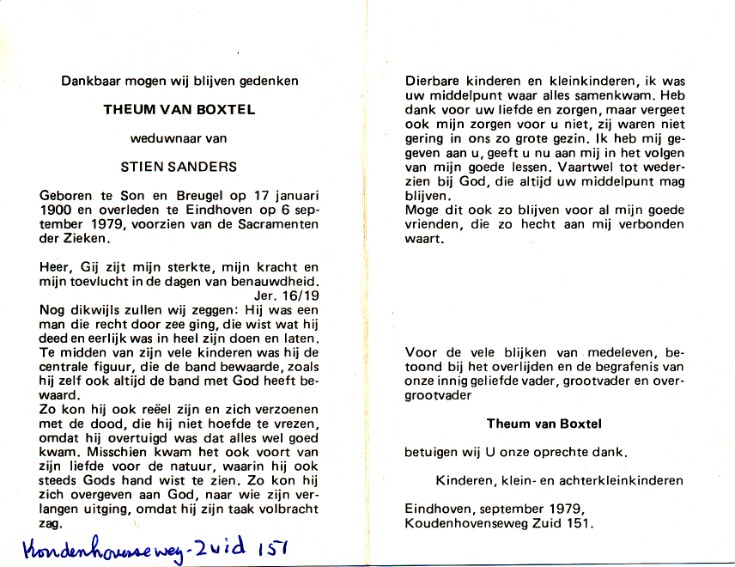 Dankbaar mogen wij blijven gedenken
THEUM VAN BOXTEL
weduwnaar van
STIEN SANDERS
Geboren te Son en Breugel op 17 januari
1900 en overleden te Eindhoven op 6 sep-
tember 1979, voorzien van de Sacramenten
der Zieken.
Heer, Gij zijt mijn sterkte, mijn kracht en
mijn toevlucht in de dagen van benauwdheid.
Jer. 16/19
Nog dikwijls zullen wij zeggen: Hij was een
man die recht door zee ging, die wist wat hij
deed en eerlijk was in heel zijn doen en laten.
Te midden van zijn vele kinderen was hij de
centrale figuur, die de band bewaarde, zoals
hij zelf ook altijd de band met God heeft be-
waard.
Zo kon hij ook reëel zijn en zich verzoenen
met de dood, die hij niet hoefde te vrezen,
omdat hij overtuigd was dat alles wel goed
kwam. Misschien kwam het ook voort van
zijn liefde voor de natuur, waarin hij ook
steeds Gods hand wist te zien. Zo kon hij
zich overgeven aan God, naar wie zijn ver-
langen uitging, omdat hij zijn taak volbracht
zag.
Koudenhovenseweg-Zuid 151
Dierbare kinderen en kleinkinderen, ik was
uw middelpunt waar alles samenkwam. Heb
dank voor uw liefde en zorgen, maar vergeet
ook mijn zorgen voor u niet, zij waren niet
gering in ons zo grote gezin. Ik heb mij ge-
geven aan u, geeft u nu aan mij in het volgen
van mijn goede lessen. Vaartwel tot weder-
zien bij God, die altijd uw middelpunt mag
blijven.
Moge dit ook zo blijven voor al mijn goede
vrienden, die zo hecht aan mij verbonden
waart.
Voor de vele blijken van medeleven, be-
toond bij het overlijden en de begrafenis van
onze innig geliefde vader, grootvader en over-
grootvader
Theum van Boxtel
betuigen wij U onze oprechte dank.
Kinderen, klein- en achterkleinkinderen
Eindhoven, september 1979,
Koudenhovenseweg Zuid 151.